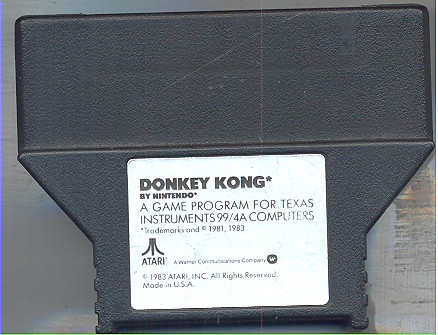 DONKEY KONG*
BY NINTENDO*
A GAME PROGRAM FOR TEXAS
INSTRUMENTS 99/4A COMPUTERS
*Trademarks and © 1981, 1983
ATARI® A Warner Communications Company W
© 1983 ATARI, INC. All Rights Reserved.
Made in U.S.A.